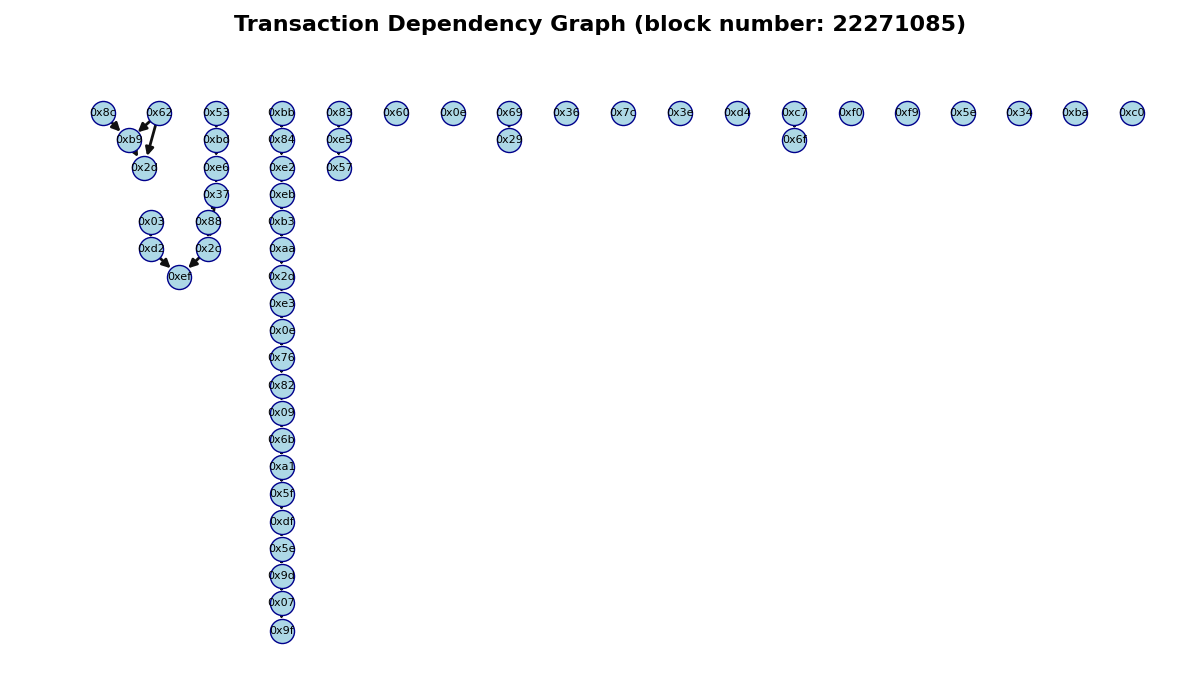 Transaction Dependency Graph (block number: 22271085)
0x8c 0x62 0x53 0xbb 0x83 0x60 0x0e 0x69 0x36 0x7c 0x3e 0xd4 0xc7 0xf0 0xf9 0x5e 0x34 0xba 0xc0
0xb9 0xbd 0x84 0xe5 0x29 0x6f
0x2d 0xe6 0xe2 0x57
0x37 0xeb
0x03 0x88 0xb3
0xd2 0x2c 0xaa
0xef 0x2d
0xe3
0x0e
0x76
0x82
0x09
0x6b
0xa1
0x5f
0xdf
0x5e
0x9d
0x07
0x9f